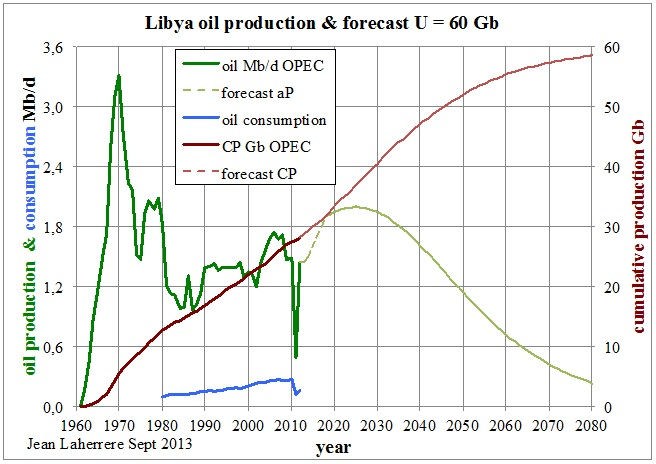 Libya oil production & forecast U = 60 Gb
oil production & consumption Mb/d
3,6
3,0
2,4
1,8
1,2
0,6
0,0
oil Mb/d OPEC
forecast aP
oil consumption
CP Gb OPEC
forecast CP
60
50
40
30
20
10
0
cumulative production Gb
1960 1970 1980 1990 2000 2010 2020 2030 2040 2050 2060 2070 2080
Jean Laherrere Sept 2013
year